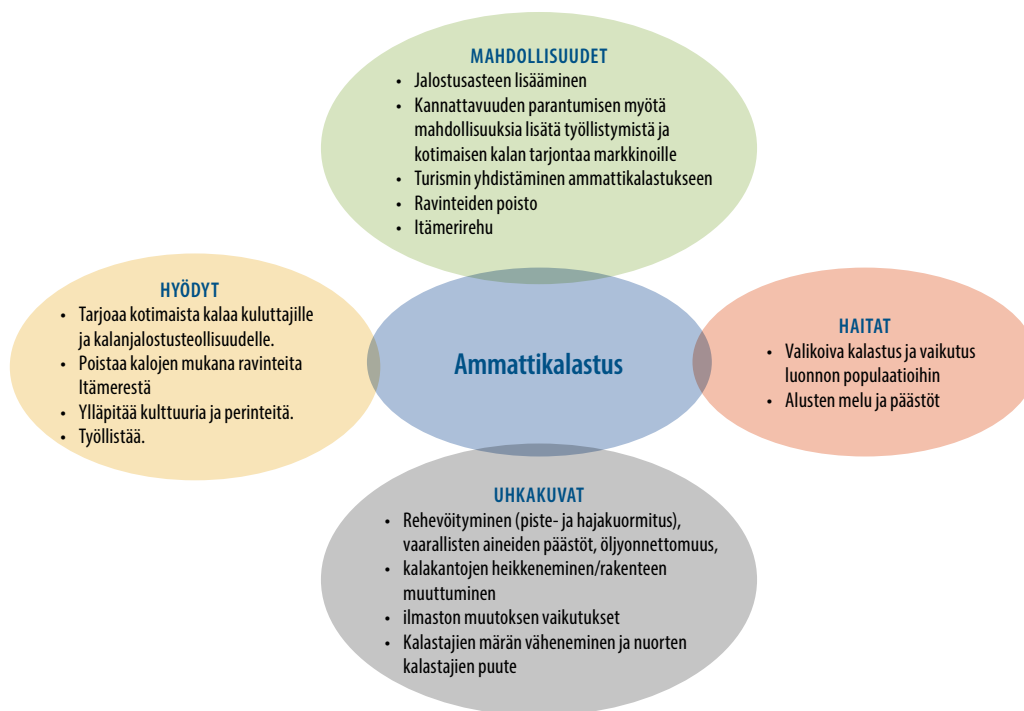 MAHDOLLISUUDET
• Jalostusasteen lisääminen
• Kannattavuuden parantumisen myötä
mahdollisuuksia lisätä työllistymistä ja
kotimaisen kalan tarjontaa markkinoille
• Turismin yhdistäminen ammattikalastukseen
• Ravinteiden poisto
• Itämerirehu
HYÖDYT
• Tarjoaa kotimaista kalaa kuluttajille
ja kalanjalostusteollisuudelle.
• Poistaa kalojen mukana ravinteita
Itämerestä
• Ylläpitää kulttuuria ja perinteitä.
• Työllistää.
Ammattikalastus
HAITAT
• Valikoiva kalastus ja vaikutus
luonnon populaatioihin
• Alusten melu ja päästöt
UHKAKUVAT
• Rehevöityminen (piste- ja hajakuormitus),
vaarallisten aineiden päästöt, öljyonnettomuus,
• kalakantojen heikkeneminen/rakenteen
muuttuminen
• ilmaston muutoksen vaikutukset
• Kalastajien märän väheneminen ja nuorten
kalastajien puute